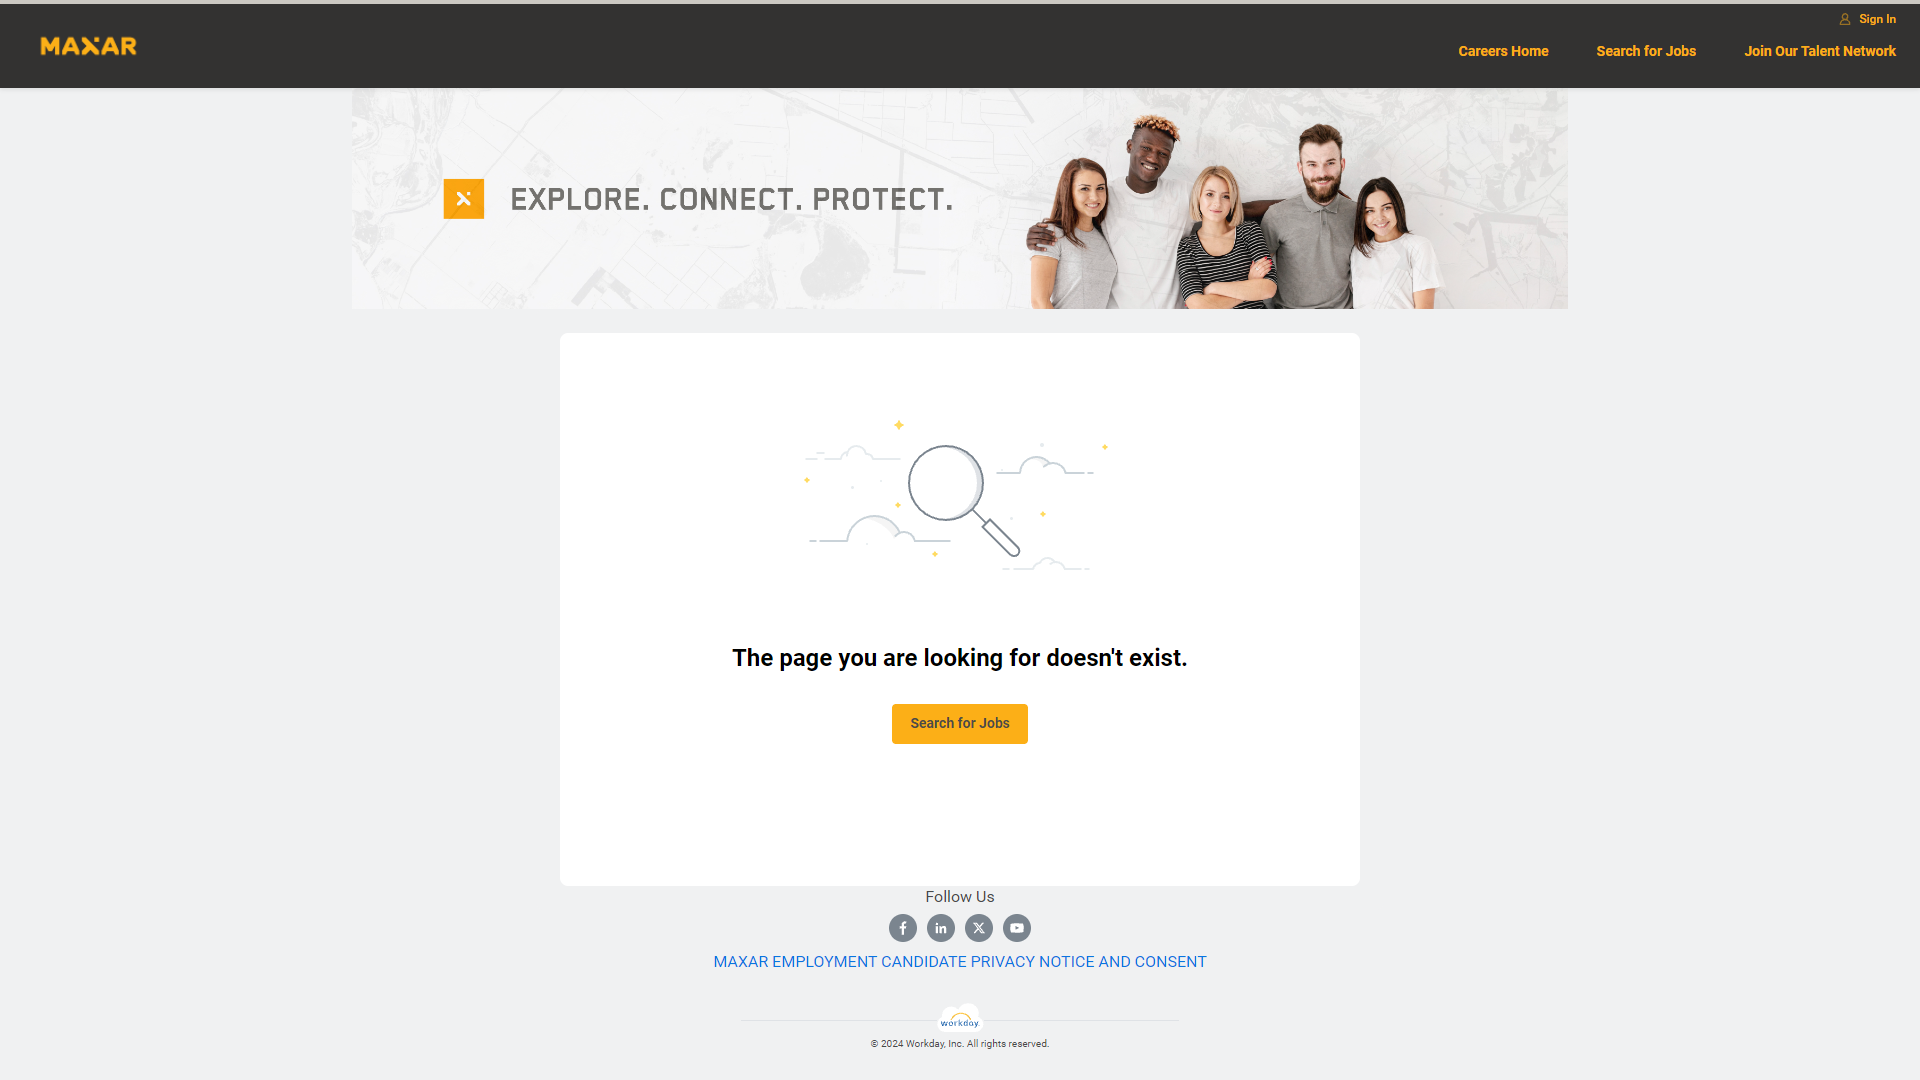 Sign In
MAXAR
Careers Home
Search for Jobs
Join Our Talent Network
EXPLORE. CONNECT. PROTECT.
The page you are looking for doesn't exist.
Search for Jobs
Follow Us
MAXAR EMPLOYMENT CANDIDATE PRIVACY NOTICE AND CONSENT
workday.
© 2024 Workday, Inc. All rights reserved.